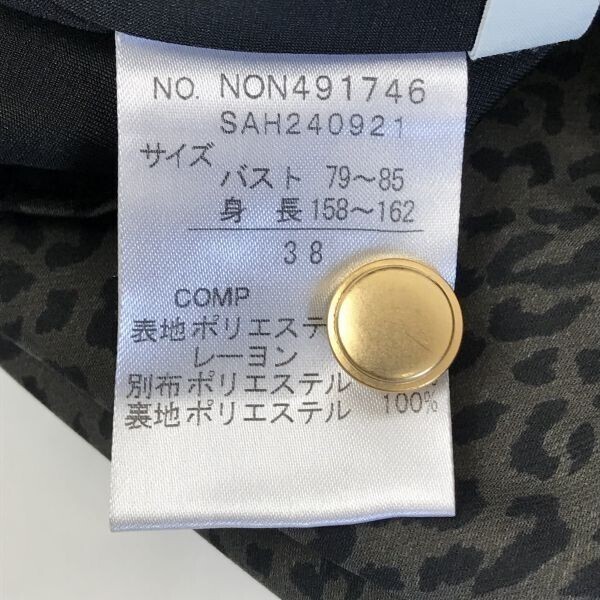 NO. NON491746
SAH240921
サイズ
バスト 79～85
身 長 158～162
38
COMP
表地 ポリエステ
レーヨン
別布 ポリエステル %
裏地 ポリエステル 100%